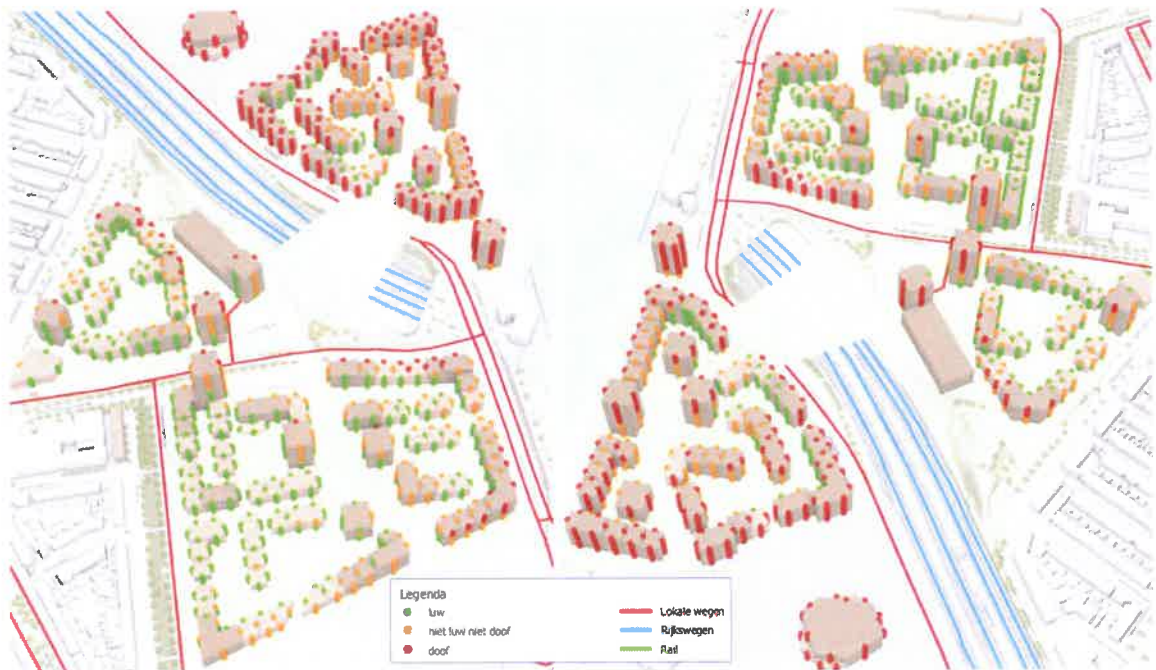 Legenda
luw
niet luw niet doof
doof
Lokale wegen
Rijkswegen
Rail